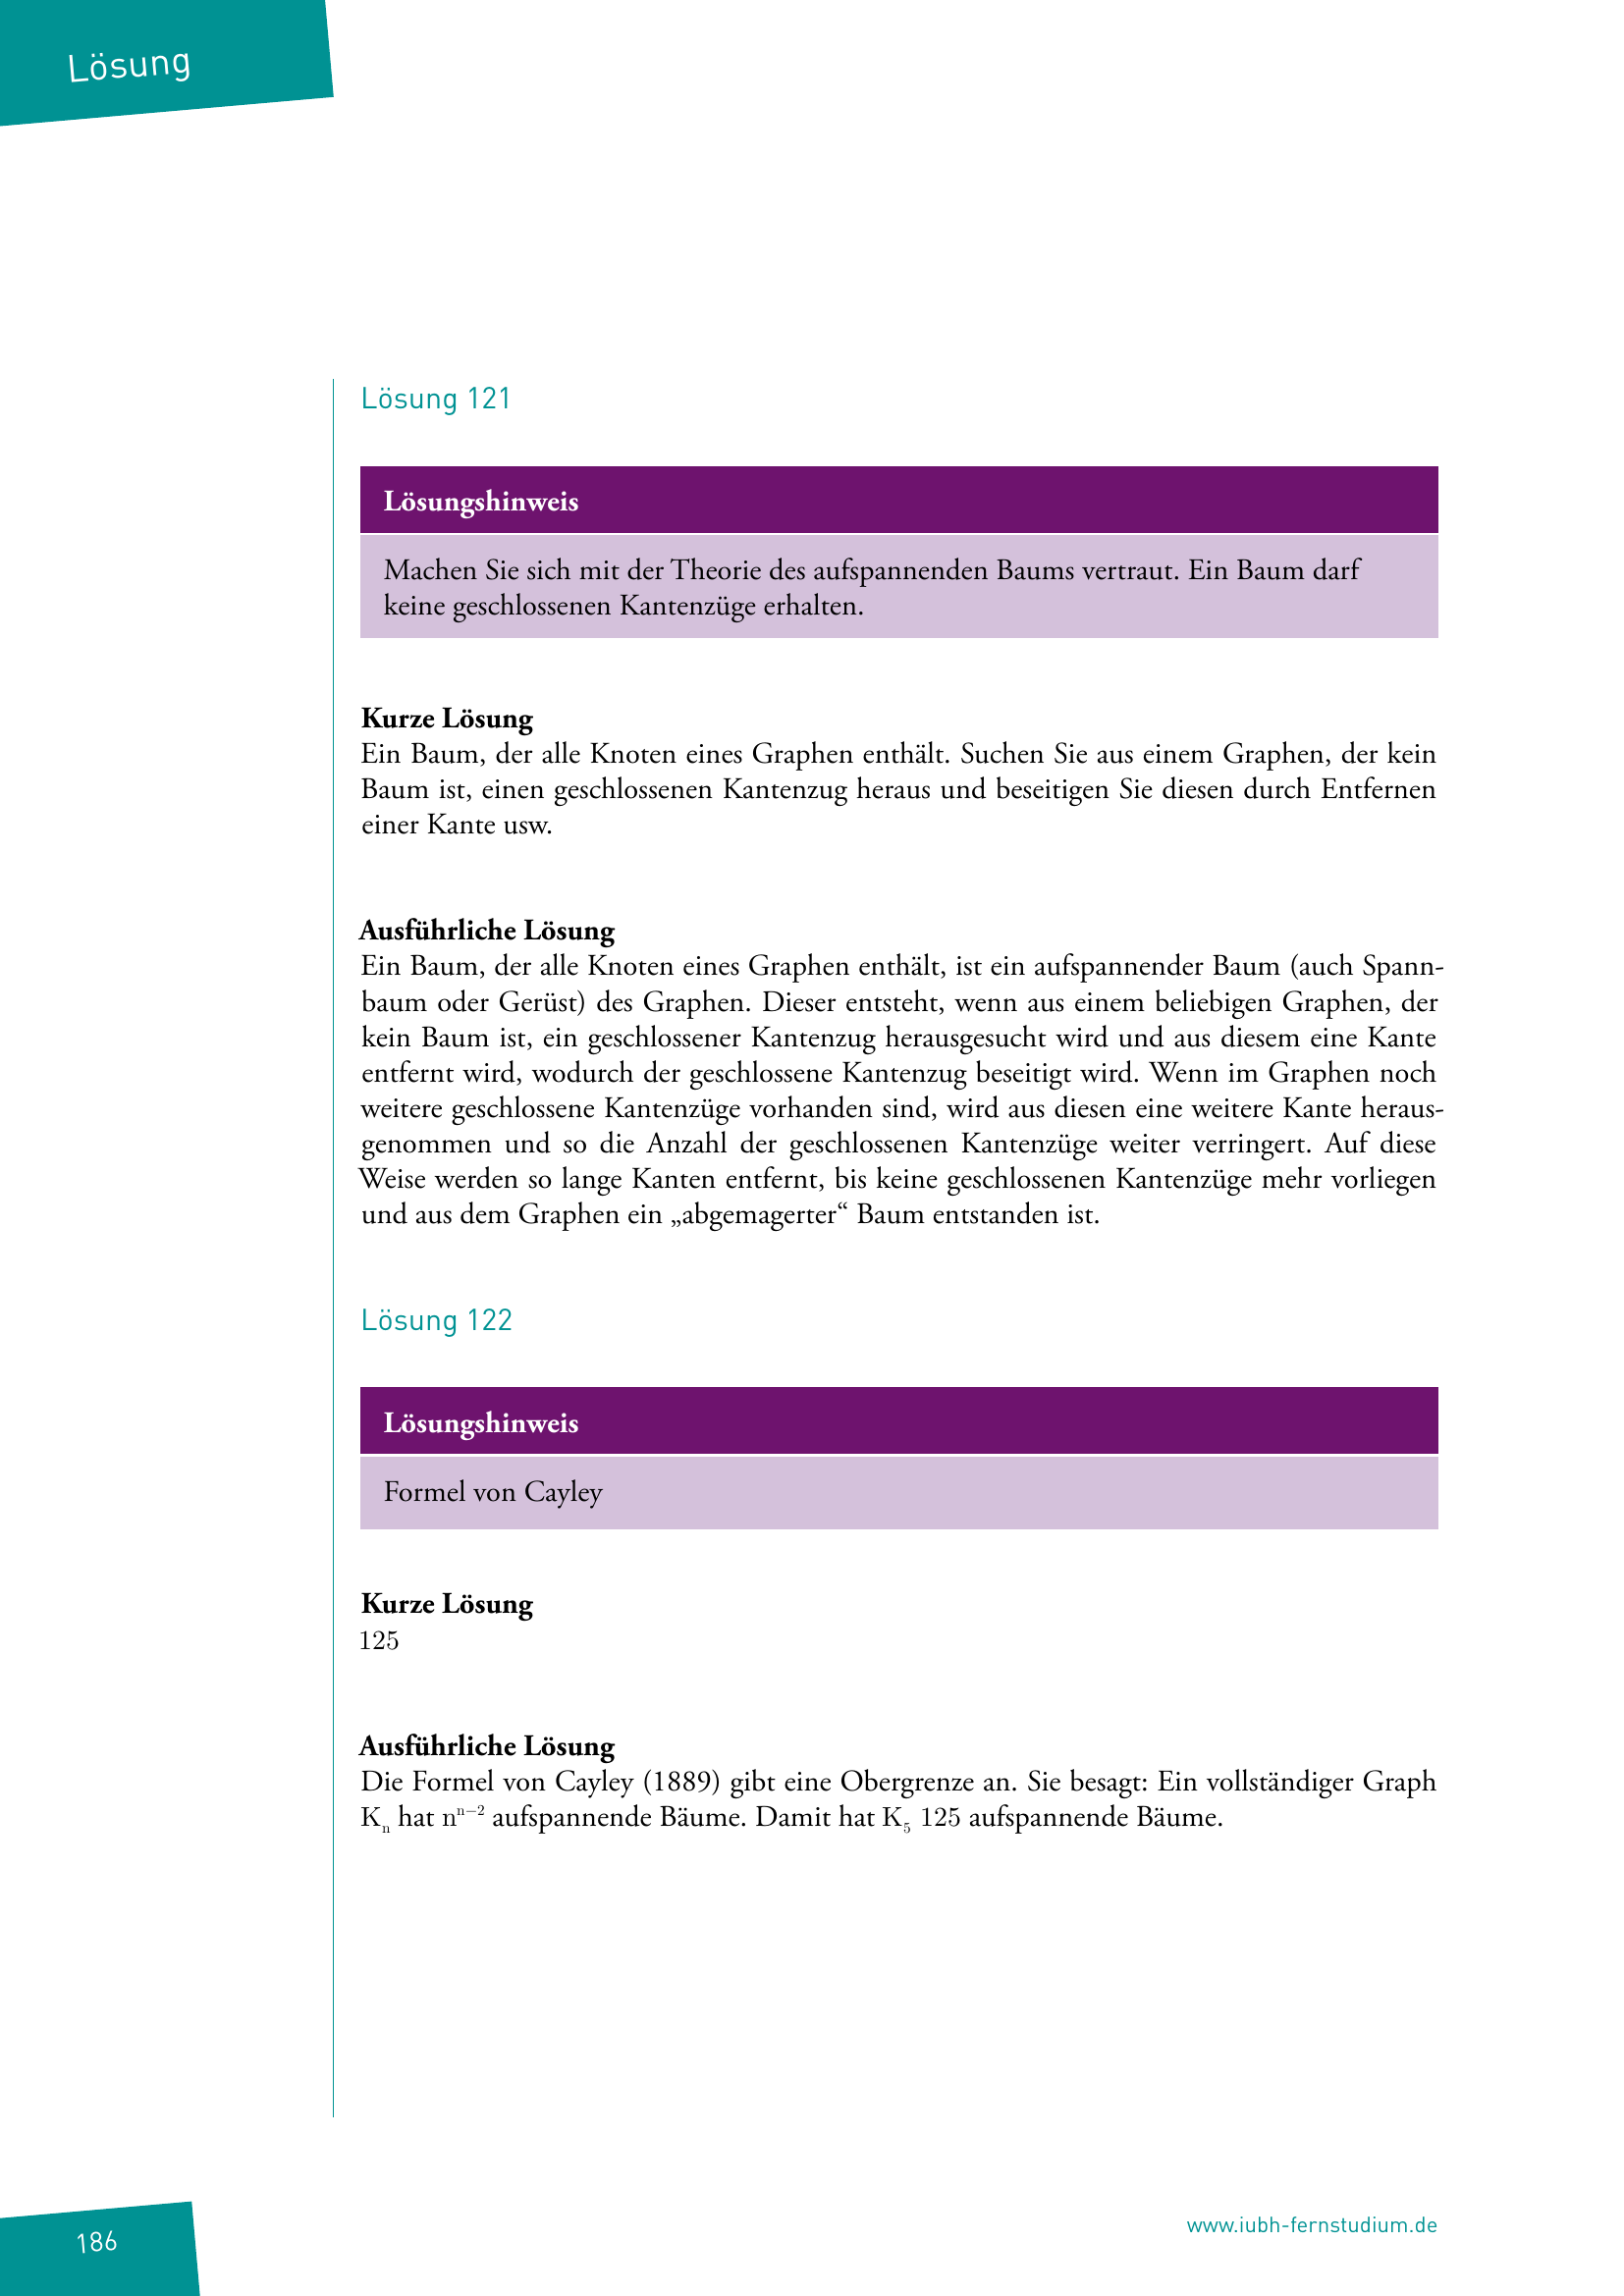 Lösung
Lösung 121
Lösungshinweis
Machen Sie sich mit der Theorie des aufspannenden Baums vertraut. Ein Baum darf
keine geschlossenen Kantenzüge erhalten.
Kurze Lösung
Ein Baum, der alle Knoten eines Graphen enthält. Suchen Sie aus einem Graphen, der kein
Baum ist, einen geschlossenen Kantenzug heraus und beseitigen Sie diesen durch Entfernen
einer Kante usw.
Ausführliche Lösung
Ein Baum, der alle Knoten eines Graphen enthält, ist ein aufspannender Baum (auch Spann-
baum oder Gerüst) des Graphen. Dieser entsteht, wenn aus einem beliebigen Graphen, der
kein Baum ist, ein geschlossener Kantenzug herausgesucht wird und aus diesem eine Kante
entfernt wird, wodurch der geschlossene Kantenzug beseitigt wird. Wenn im Graphen noch
weitere geschlossene Kantenzüge vorhanden sind, wird aus diesen eine weitere Kante heraus-
genommen und so die Anzahl der geschlossenen Kantenzüge weiter verringert. Auf diese
Weise werden so lange Kanten entfernt, bis keine geschlossenen Kantenzüge mehr vorliegen
und aus dem Graphen ein „abgemagerter“ Baum entstanden ist.
Lösung 122
Lösungshinweis
Formel von Cayley
Kurze Lösung
125
Ausführliche Lösung
Die Formel von Cayley (1889) gibt eine Obergrenze an. Sie besagt: Ein vollständiger Graph
Kₙ hat nⁿ⁻² aufspannende Bäume. Damit hat K₅ 125 aufspannende Bäume.
www.iubh-fernstudium.de
186